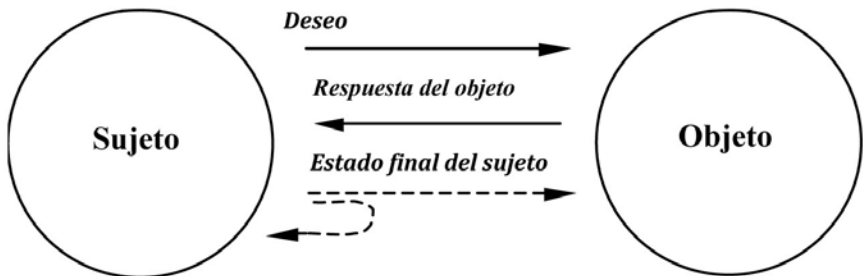 Deseo
Respuesta del objeto
Sujeto
Objeto
Estado final del sujeto